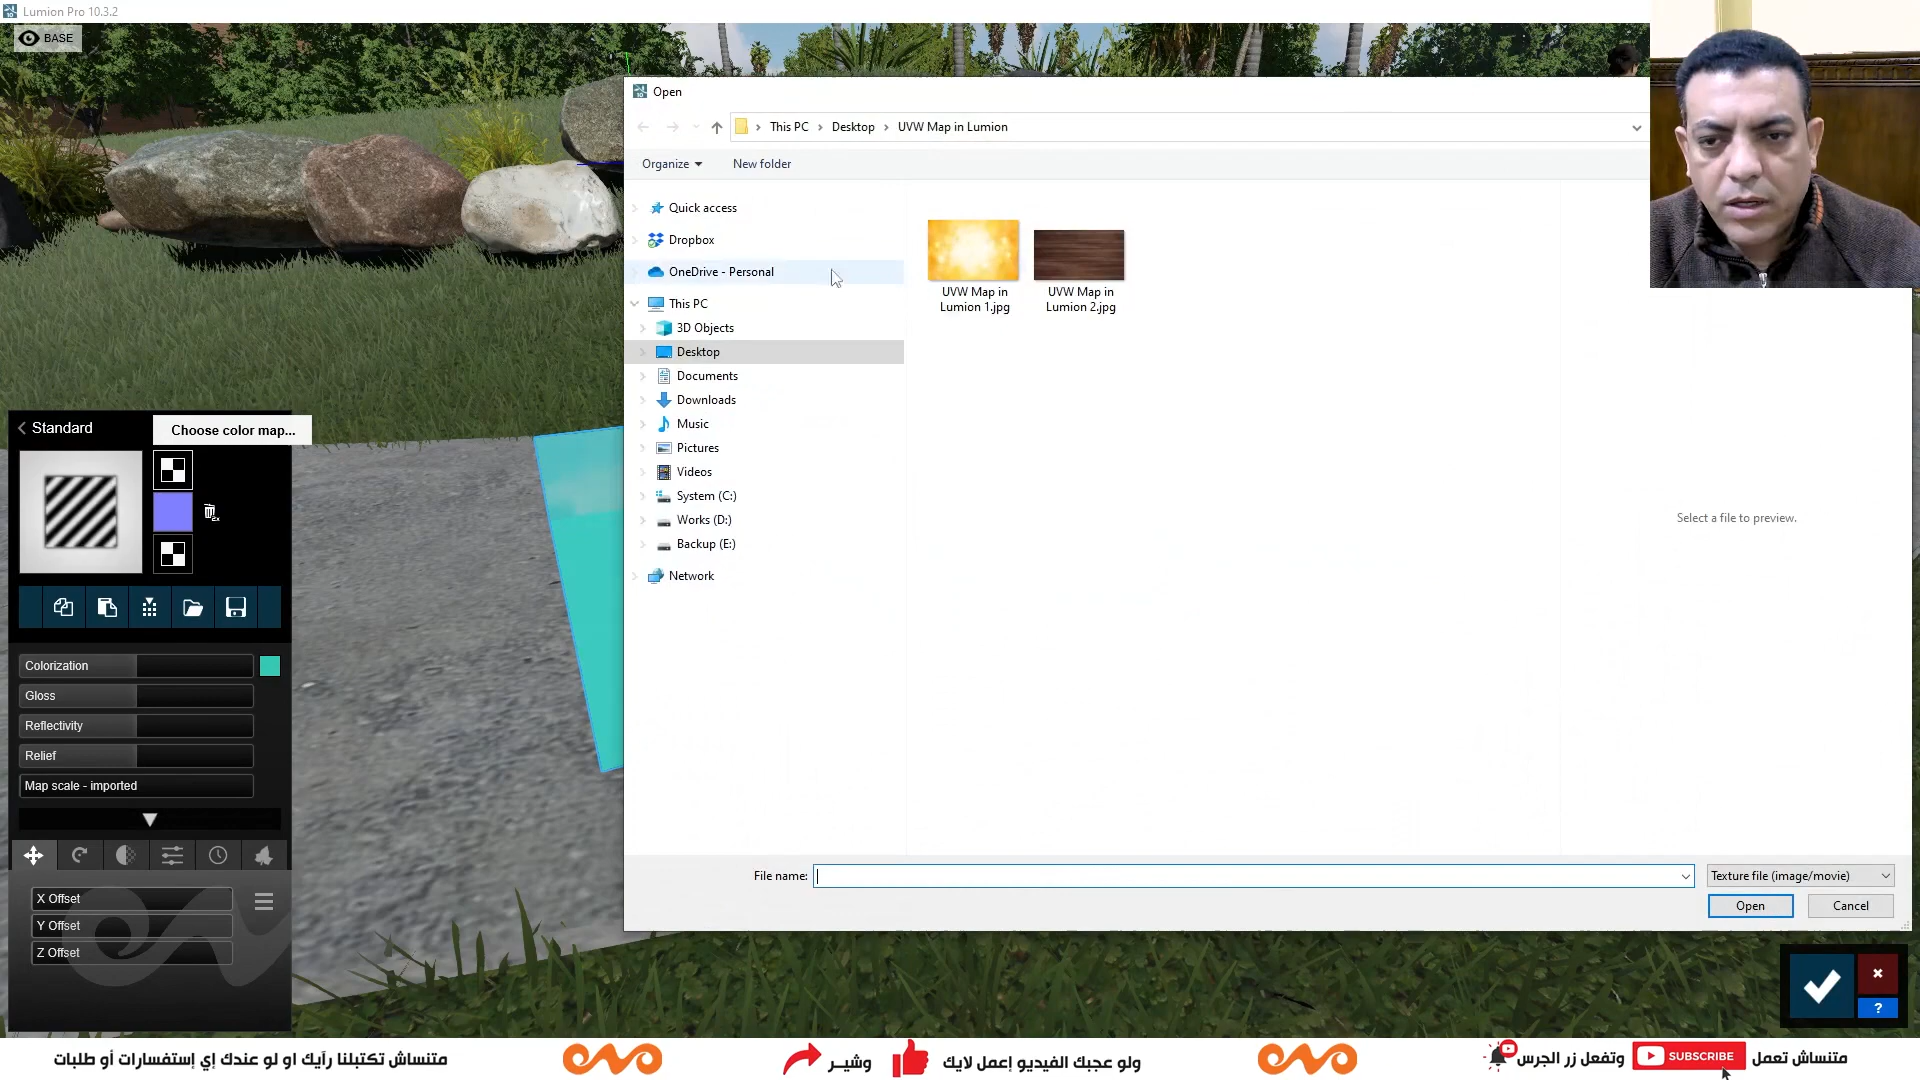 Lumion Pro 10.3.2
BASE
Open
This PC
Desktop
UVW Map in Lumion
Organize
New folder
Quick access
Dropbox
OneDrive - Personal
This PC
3D Objects
Desktop
Documents
Downloads
Music
Pictures
Videos
System (C:)
Works (D:)
Backup (E:)
Network
UVW Map in
Lumion 1.jpg
UVW Map in
Lumion 2.jpg
Select a file to preview.
File name:
Texture file (image/movie)
Open
Cancel
Standard
Choose color map...
Colorization
Gloss
Reflectivity
Relief
Map scale - imported
X Offset
Y Offset
Z Offset
?
متنساش تكتبلنا رأيك او لو عندك إي إستفسارات أو طلبات
ولو عجبك الفيديو إعمل لايك
وشير
متنساش تعمل SUBSCRIBE وتفعل زر الجرس